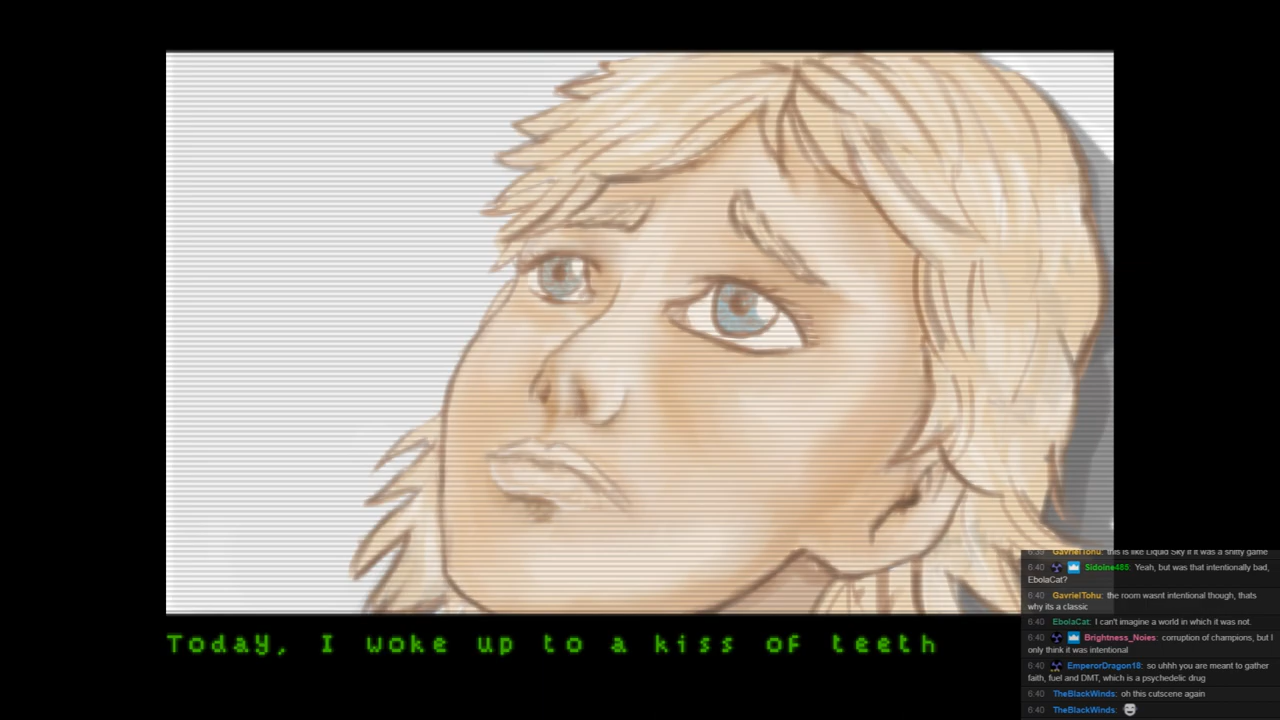 Today, I woke up to a kiss of teeth
6:39 GavrielTohu: this is like Liquid Sky if it was a shitty game
6:40 Sidoine485: Yeah, but was that intentionally bad,
EbolaCat?
6:40 GavrielTohu: the room wasnt intentional though, thats
why its a classic
6:40 EbolaCat: I can't imagine a world in which it was not.
6:40 Brightness_Noies: corruption of champions, but I
only think it was intentional
6:40 EmperorDragon18: so uhhh you are meant to gather
faith, fuel and DMT, which is a psychedelic drug
6:40 TheBlackWinds: oh this cutscene again
6:40 TheBlackWinds: